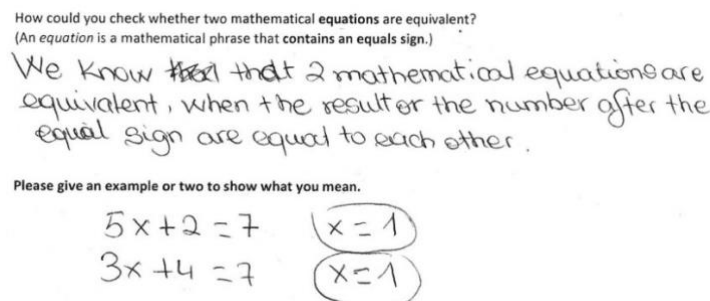 How could you check whether two mathematical equations are equivalent?
(An equation is a mathematical phrase that contains an equals sign.)
We know that 2 mathematical equations are
equivalent, when the result or the number after the
equal sign are equal to each other.
Please give an example or two to show what you mean.
5x+2=7 x=1
3x+4=7 x=1